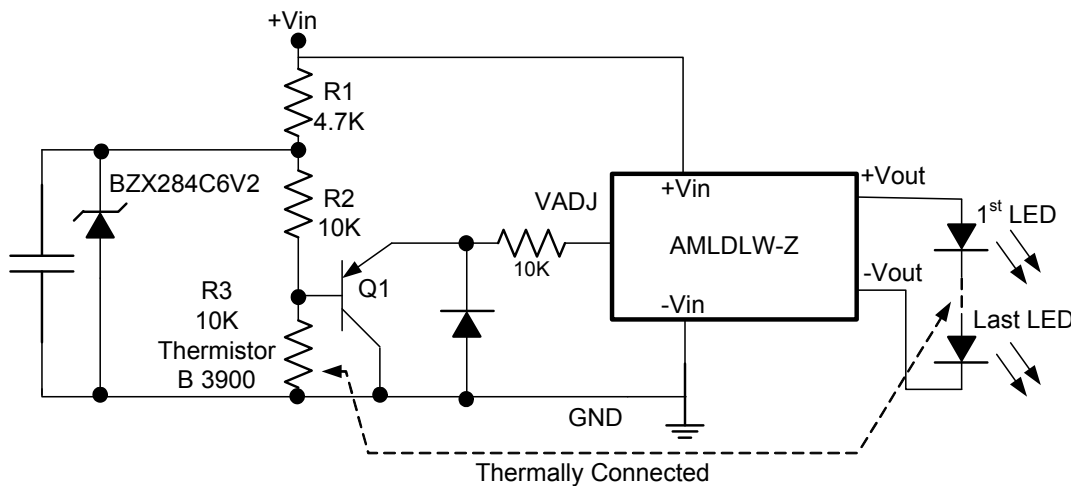 +Vin
R1
4.7K
BZX284C6V2
R2
10K
VADJ
10K
+Vin
AMLDLW-Z
-Vin
+Vout
1st LED
-Vout
Q1
R3
10K
Thermistor
B 3900
Last LED
GND
Thermally Connected